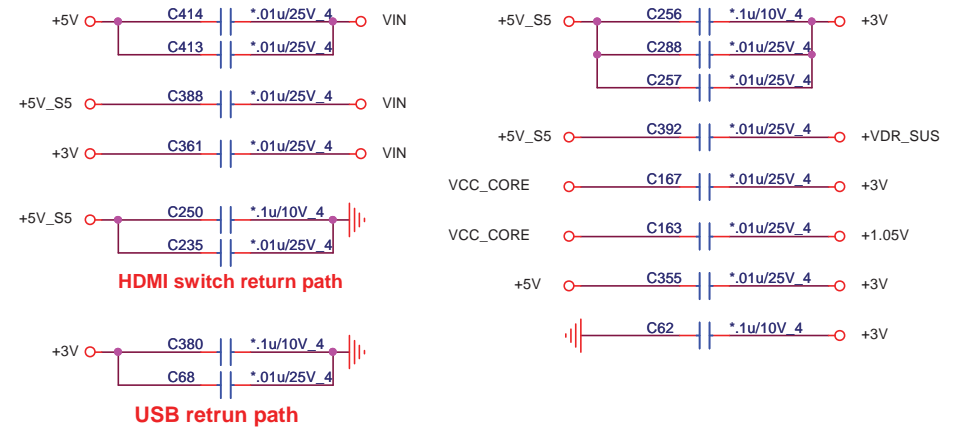 +5V C414 *.01u/25V_4 VIN
C413 *.01u/25V_4
+5V_S5 C388 *.01u/25V_4 VIN
+3V C361 *.01u/25V_4 VIN
+5V_S5 C250 *.1u/10V_4
C235 *.01u/25V_4
HDMI switch return path
+3V C380 *.1u/10V_4
C68 *.01u/25V_4
USB retrun path
+5V_S5 C256 *.1u/10V_4 +3V
C288 *.01u/25V_4
C257 *.01u/25V_4
+5V_S5 C392 *.01u/25V_4 +VDR_SUS
VCC_CORE C167 *.01u/25V_4 +3V
VCC_CORE C163 *.01u/25V_4 +1.05V
+5V C355 *.01u/25V_4 +3V
C62 *.1u/10V_4 +3V